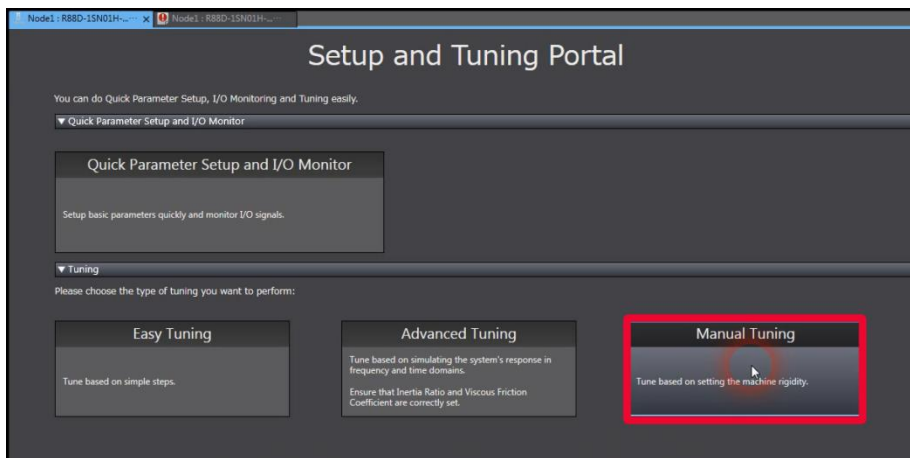 Node1 : R88D-1SN01H-...··· x Node1 : R88D-1SN01H-...···
Setup and Tuning Portal
You can do Quick Parameter Setup, I/O Monitoring and Tuning easily.
▼ Quick Parameter Setup and I/O Monitor
Quick Parameter Setup and I/O Monitor
Setup basic parameters quickly and monitor I/O signals.
▼ Tuning
Please choose the type of tuning you want to perform:
Easy Tuning
Tune based on simple steps.
Advanced Tuning
Tune based on simulating the system's response in
frequency and time domains.
Ensure that Inertia Ratio and Viscous Friction
Coefficient are correctly set.
Manual Tuning
Tune based on setting the machine rigidity.